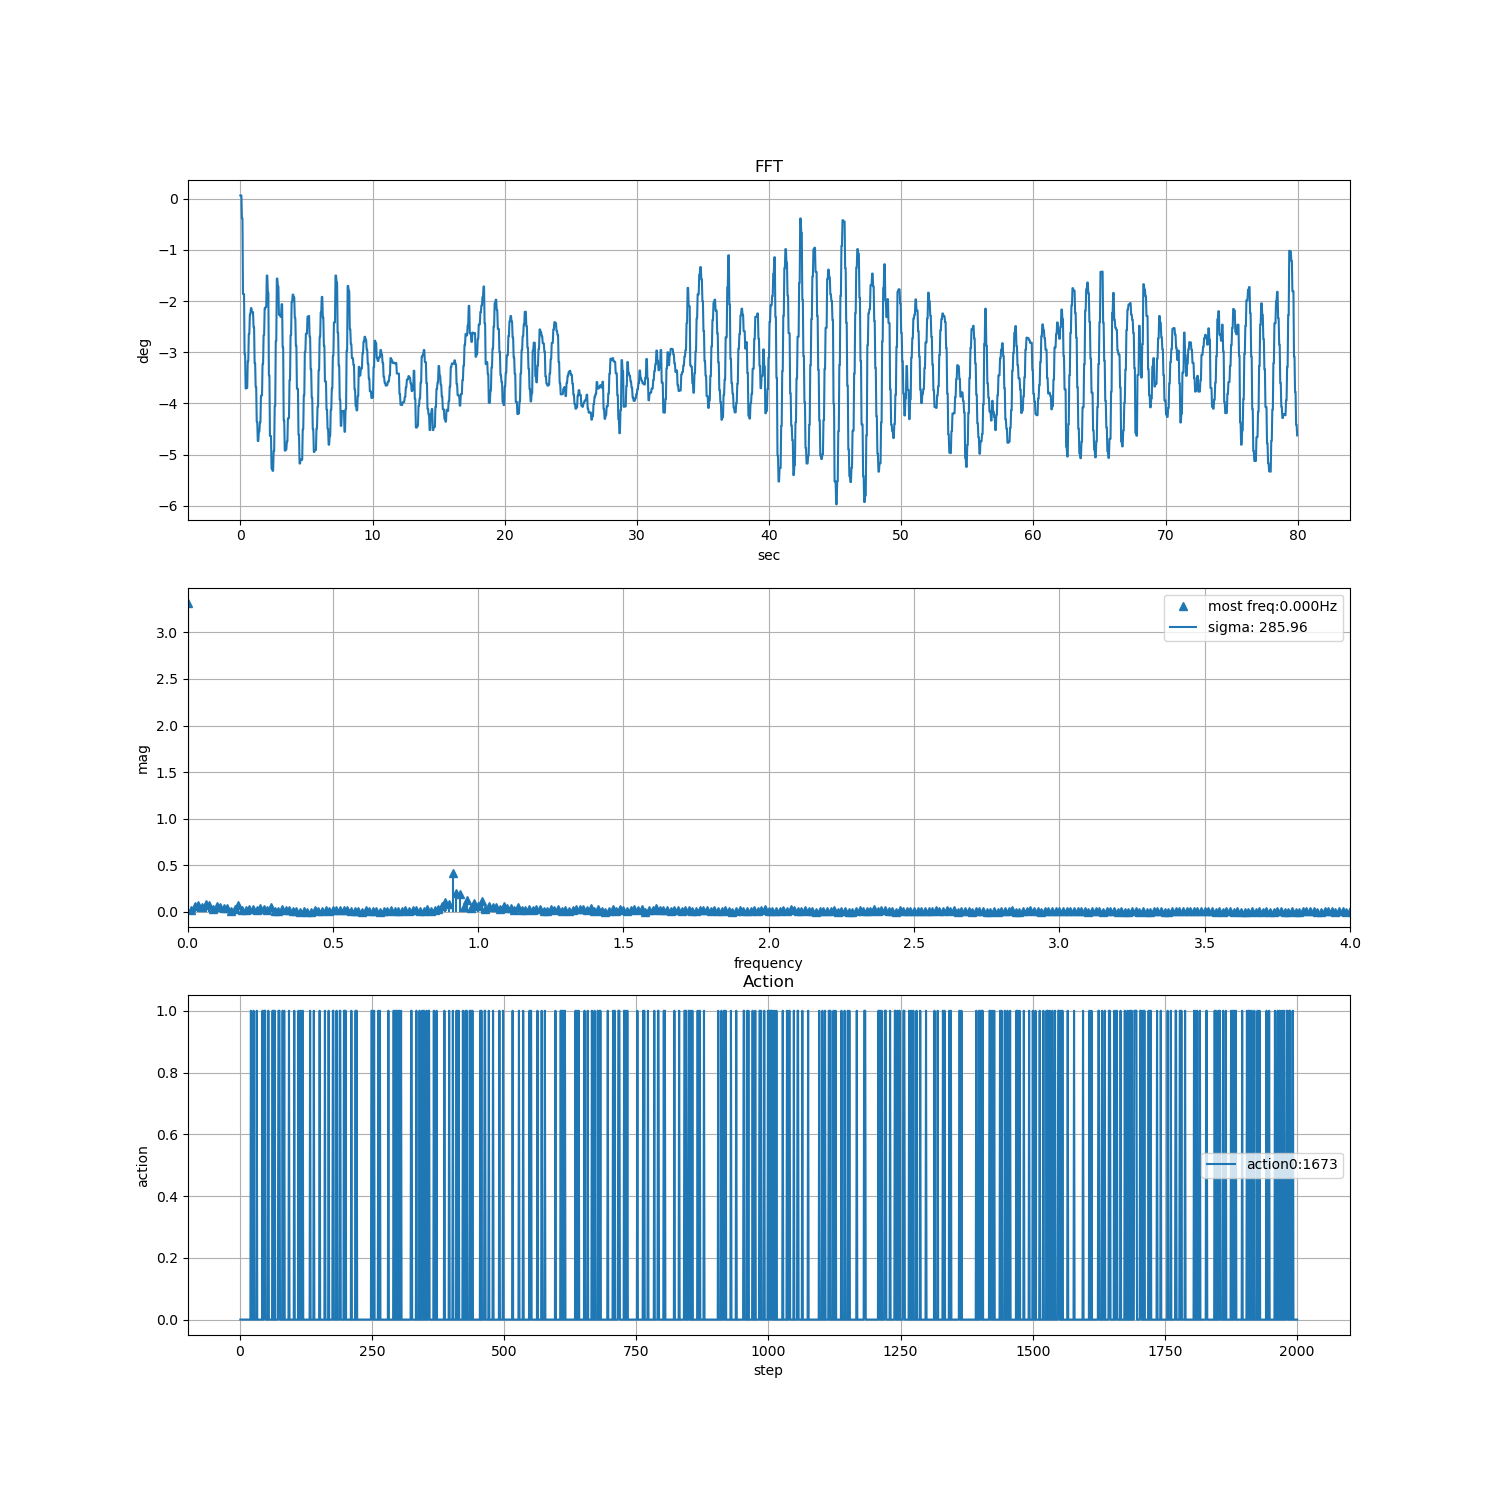 FFT
0
−1
−2
−3
−4
−5
−6
deg
0 10 20 30 40 50 60 70 80
sec
most freq:0.000Hz
sigma: 285.96
3.0
2.5
2.0
1.5
1.0
0.5
0.0
mag
0.0 0.5 1.0 1.5 2.0 2.5 3.0 3.5 4.0
frequency
Action
1.0
0.8
0.6
0.4
0.2
0.0
action
action0:1673
0 250 500 750 1000 1250 1500 1750 2000
step